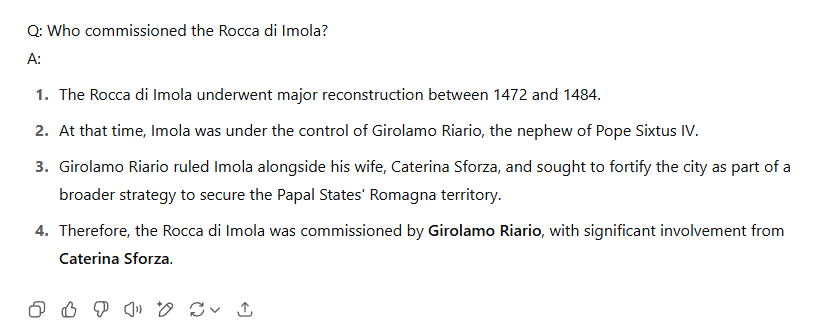 Q: Who commissioned the Rocca di Imola?
A:
1. The Rocca di Imola underwent major reconstruction between 1472 and 1484.
2. At that time, Imola was under the control of Girolamo Riario, the nephew of Pope Sixtus IV.
3. Girolamo Riario ruled Imola alongside his wife, Caterina Sforza, and sought to fortify the city as part of a
broader strategy to secure the Papal States' Romagna territory.
4. Therefore, the Rocca di Imola was commissioned by Girolamo Riario, with significant involvement from
Caterina Sforza.